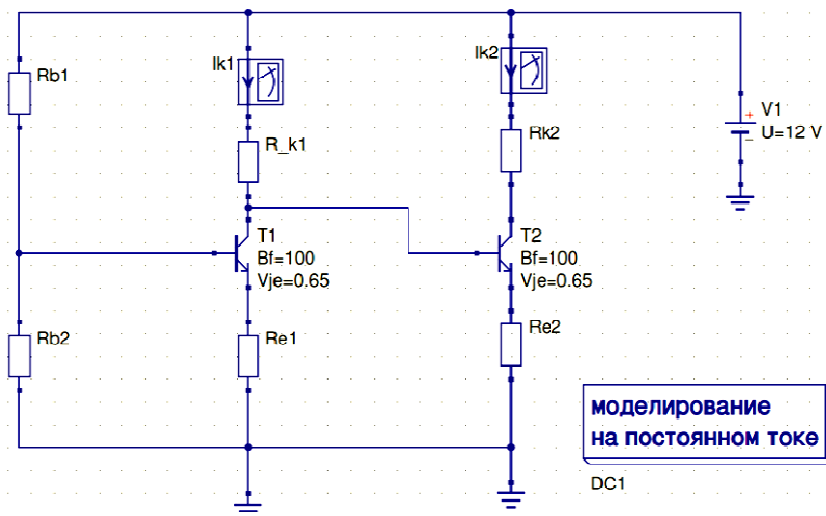 Rb1
Ik1
R_k1
Ik2
Rk2
V1
U=12 V
T1
Bf=100
Vje=0.65
T2
Bf=100
Vje=0.65
Rb2
Re1
Re2
моделирование
на постоянном токе
DC1